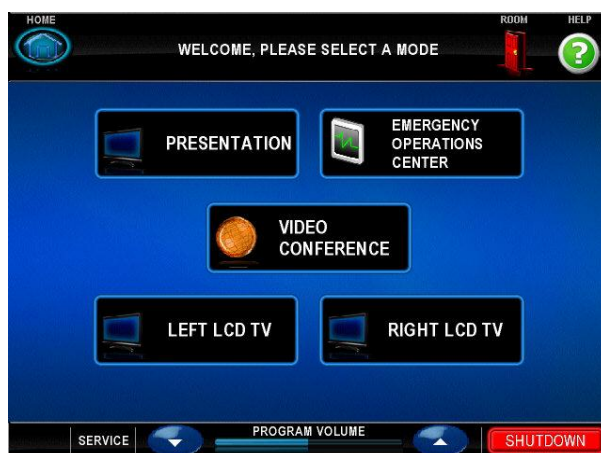 HOME
ROOM
HELP
WELCOME, PLEASE SELECT A MODE
?
PRESENTATION
EMERGENCY
OPERATIONS
CENTER
VIDEO
CONFERENCE
LEFT LCD TV
RIGHT LCD TV
SERVICE
PROGRAM VOLUME
SHUTDOWN